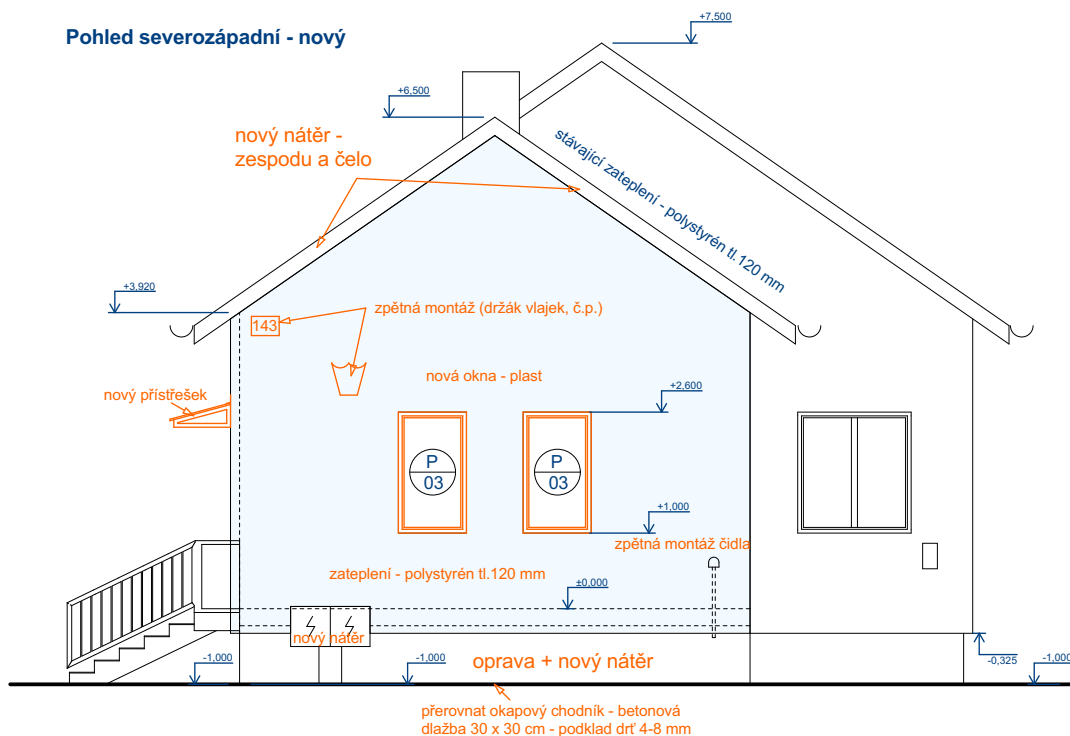 Pohled severozápadní - nový
+7,500
+6,500
nový nátěr -
zespodu a čelo
stávající zateplení - polystyrén tl.120 mm
+3,920
143
zpětná montáž (držák vlajek, č.p.)
nová okna - plast
nový přístřešek
+2,600
P
03
P
03
+1,000
zpětná montáž čidla
zateplení - polystyrén tl.120 mm
±0,000
nový nátěr
-1,000
-1,000
oprava + nový nátěr
-0,325
-1,000
přerovnat okapový chodník - betonová
dlažba 30 x 30 cm - podklad drť 4-8 mm